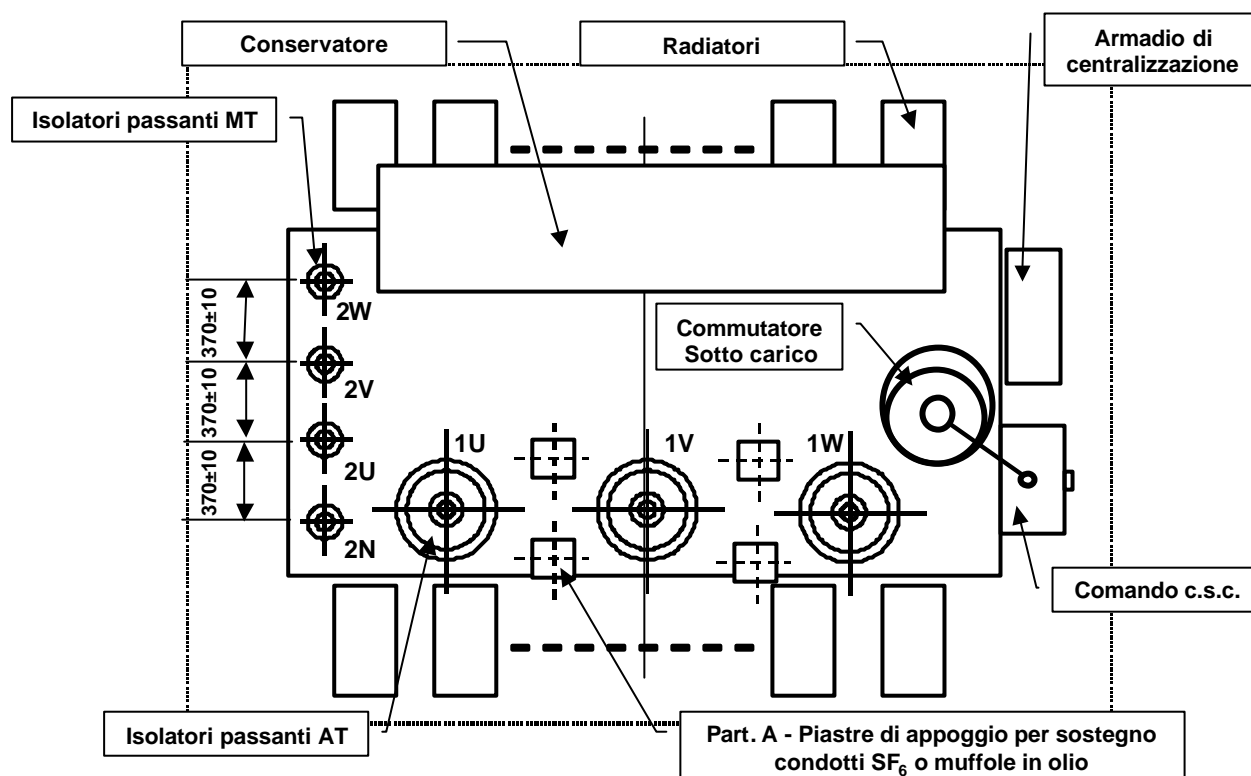 Conservatore
Radiatori
Armadio di
centralizzazione
Isolatori passanti MT
370±10
370±10
370±10
2W
2V
2U
2N
Commutatore
Sotto carico
1U
1V
1W
Comando c.s.c.
Isolatori passanti AT
Part. A - Piastre di appoggio per sostegno
condotti SF₆ o muffole in olio